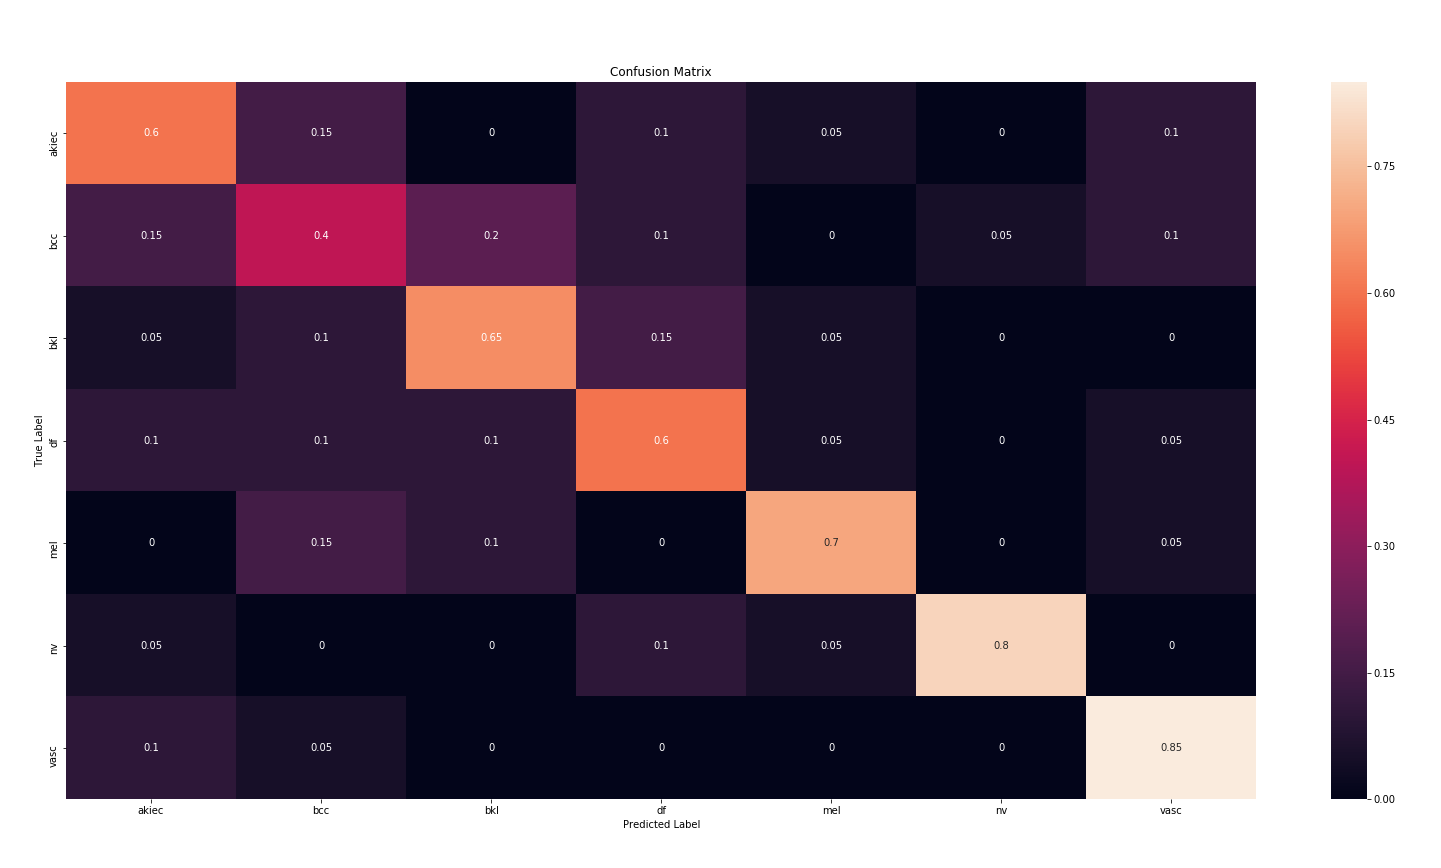 Confusion Matrix
akiec 0.6 0.15 0 0.1 0.05 0 0.1
bcc 0.15 0.4 0.2 0.1 0 0.05 0.1
bkl 0.05 0.1 0.65 0.15 0.05 0 0
df 0.1 0.1 0.1 0.6 0.05 0 0.05
mel 0 0.15 0.1 0 0.7 0 0.05
nv 0.05 0 0 0.1 0.05 0.8 0
vasc 0.1 0.05 0 0 0 0 0.85
True Label
akiec bcc bkl df mel nv vasc
Predicted Label
0.75
0.60
0.45
0.30
0.15
0.00